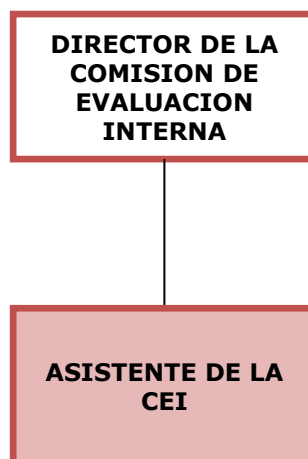 DIRECTOR DE LA
COMISION DE
EVALUACION
INTERNA
ASISTENTE DE LA
CEI